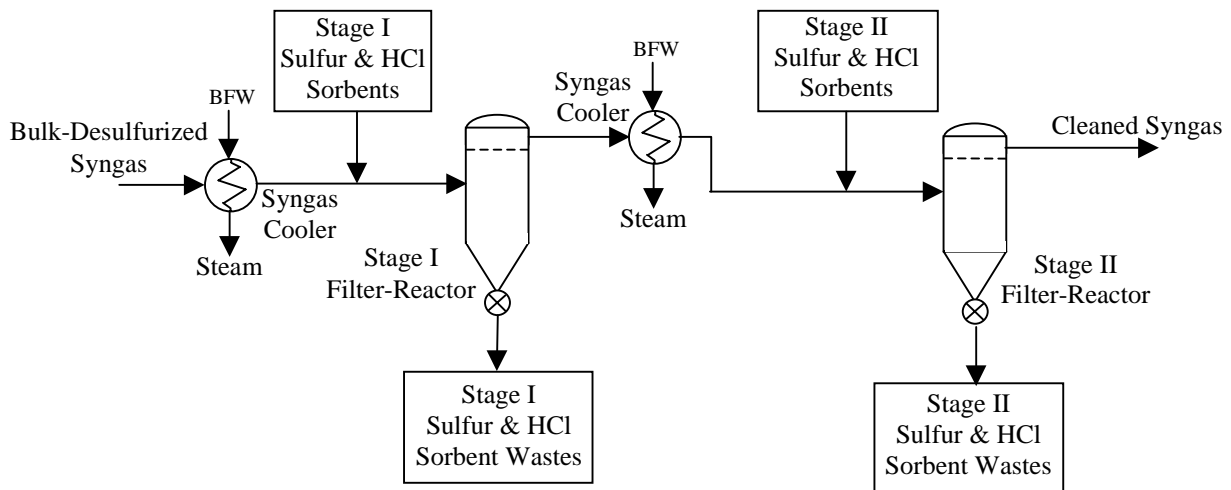 Bulk-Desulfurized
Syngas
BFW
Syngas
Cooler
Steam
Stage I
Sulfur & HCl
Sorbents
Stage I
Filter-Reactor
Stage I
Sulfur & HCl
Sorbent Wastes
Syngas
Cooler
BFW
Steam
Stage II
Sulfur & HCl
Sorbents
Cleaned Syngas
Stage II
Filter-Reactor
Stage II
Sulfur & HCl
Sorbent Wastes